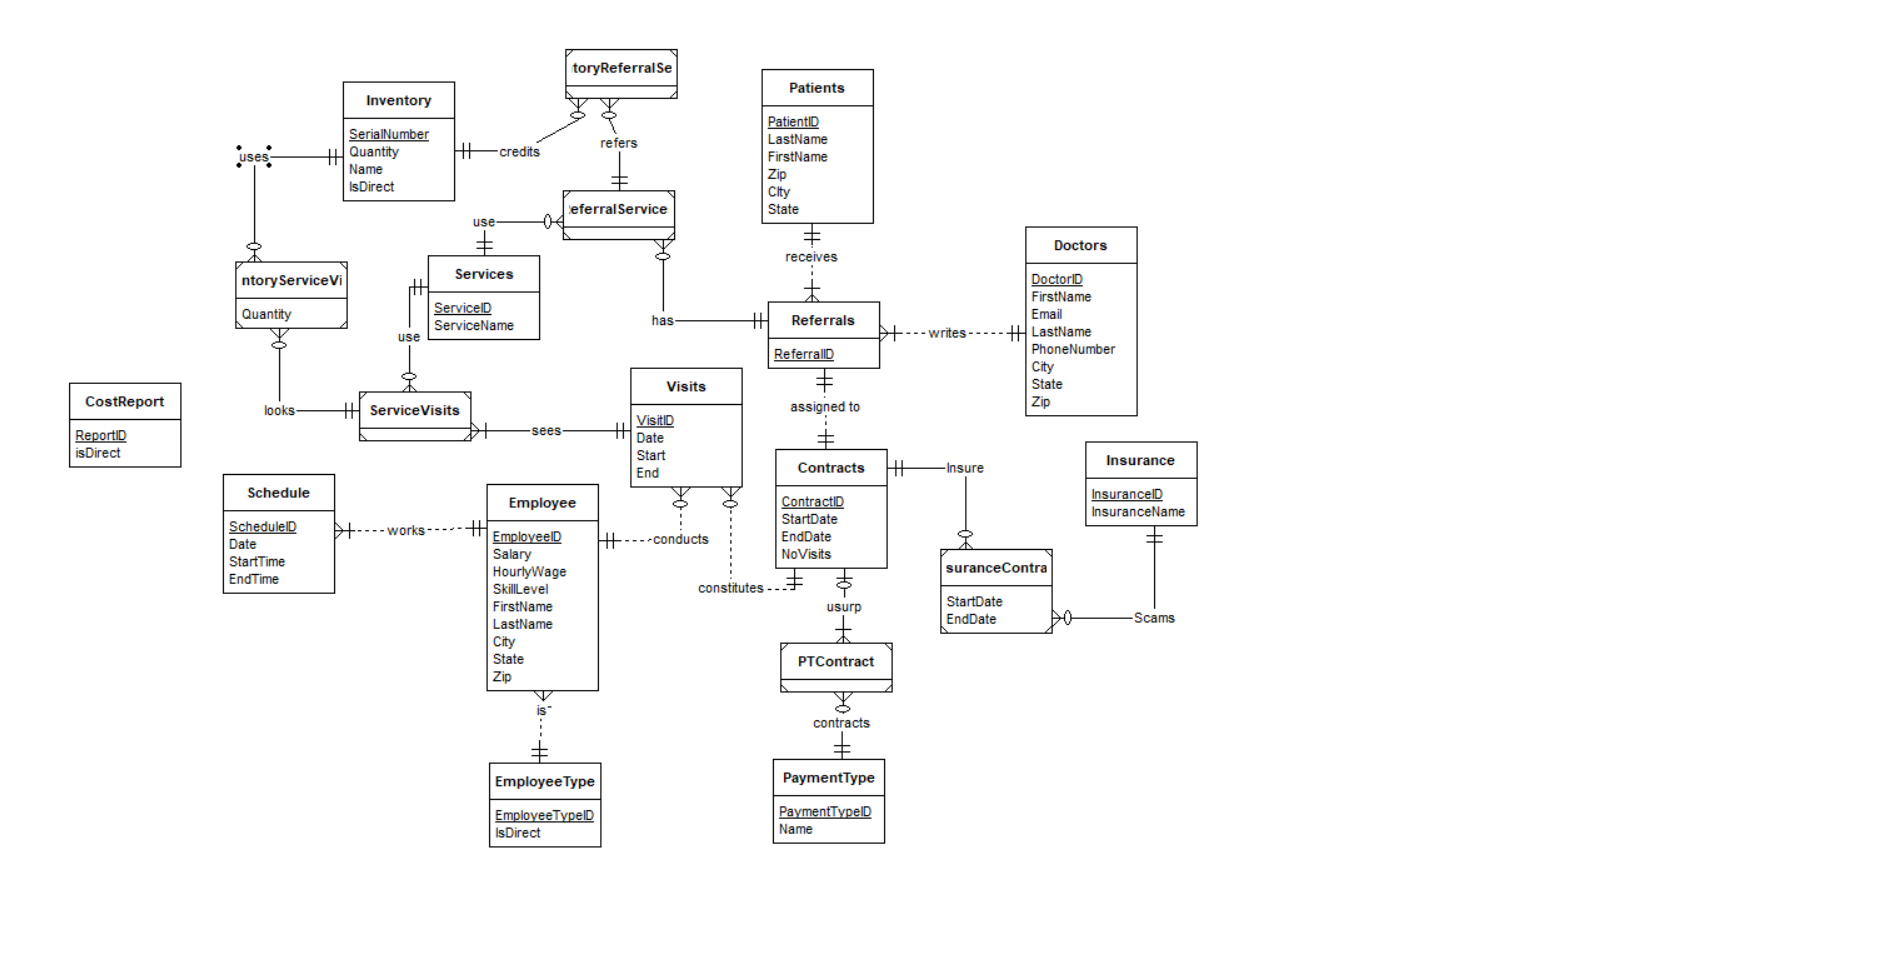 toryReferralSe
Inventory
SerialNumber
Quantity
Name
IsDirect
uses
credits
refers
Patients
PatientID
LastName
FirstName
Zip
CIty
State
receives
eferralService
use
Services
ServiceID
ServiceName
use
has
Doctors
DoctorID
FirstName
Email
LastName
PhoneNumber
City
State
Zip
Referrals
ReferralID
writes
assigned to
ntoryServiceVi
Quantity
looks
ServiceVisits
sees
Visits
VisitID
Date
Start
End
CostReport
ReportID
isDirect
Schedule
ScheduleID
Date
StartTime
EndTime
works
Employee
EmployeeID
Salary
HourlyWage
SkillLevel
FirstName
LastName
City
State
Zip
conducts
constitutes
Contracts
ContractID
StartDate
EndDate
NoVisits
Insure
Insurance
InsuranceID
InsuranceName
suranceContra
StartDate
EndDate
Scams
usurp
PTContract
contracts
is
EmployeeType
EmployeeTypeID
IsDirect
PaymentType
PaymentTypeID
Name